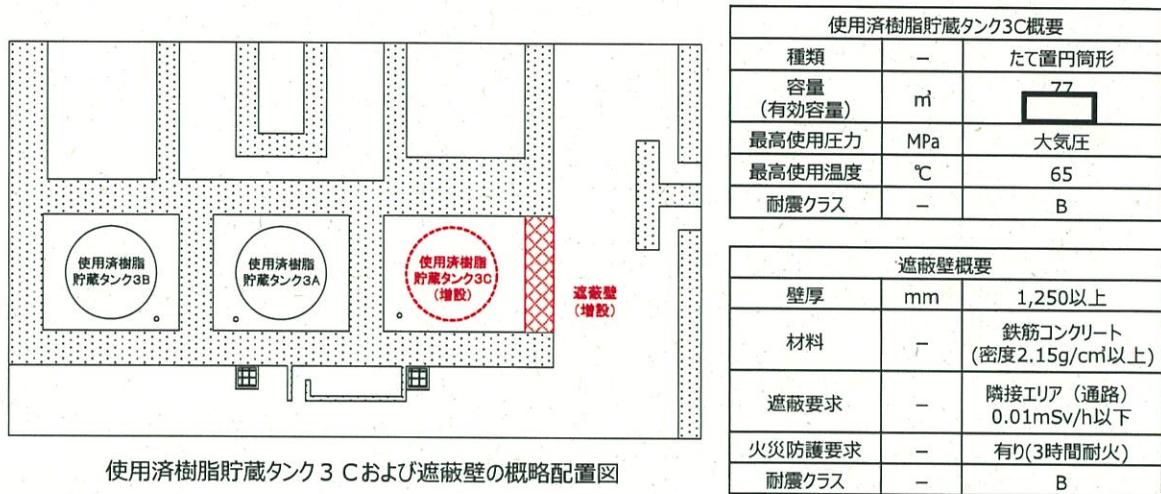 使用済樹脂
貯蔵タンク3B
使用済樹脂
貯蔵タンク3A
使用済樹脂
貯蔵タンク3C
(増設)
遮蔽壁
(増設)
使用済樹脂貯蔵タンク3Cおよび遮蔽壁の概略配置図
使用済樹脂貯蔵タンク3C概要
種類 － たて置円筒形
容量
(有効容量) ㎥ 77
最高使用圧力 MPa 大気圧
最高使用温度 ℃ 65
耐震クラス － B
遮蔽壁概要
壁厚 mm 1,250以上
材料 － 鉄筋コンクリート
(密度2.15g/c㎥以上)
遮蔽要求 － 隣接エリア（通路）
0.01mSv/h以下
火災防護要求 － 有り(3時間耐火)
耐震クラス － B